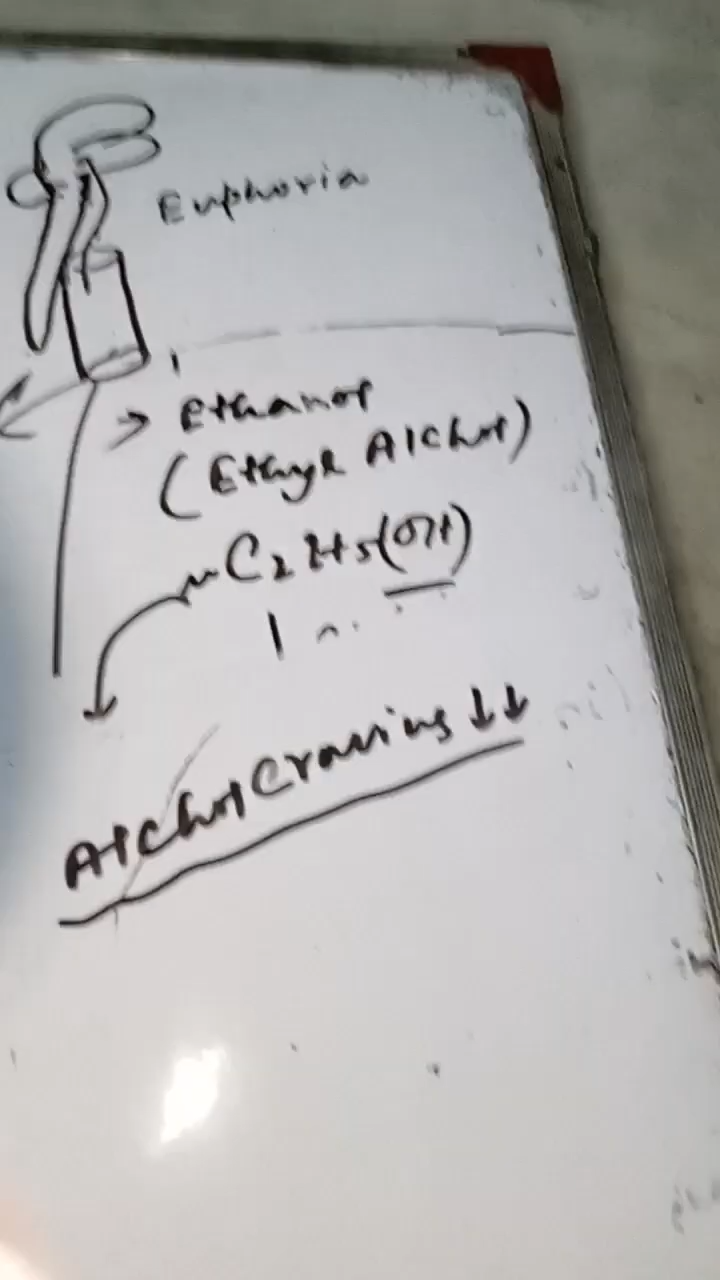 Euphoria
→ Ethanol
(Ethyl Alchol)
C₂H₅(OH)
Alchol Craving ↓↓